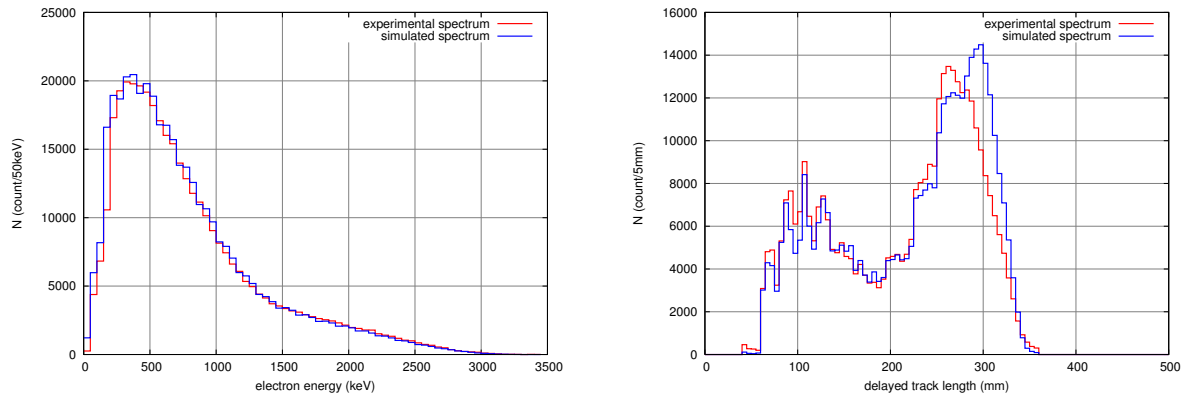 experimental spectrum
simulated spectrum
25000
20000
15000
10000
5000
0
N (count/50keV)
0 500 1000 1500 2000 2500 3000 3500
electron energy (keV)
experimental spectrum
simulated spectrum
16000
14000
12000
10000
8000
6000
4000
2000
0
N (count/5mm)
0 100 200 300 400 500
delayed track length (mm)